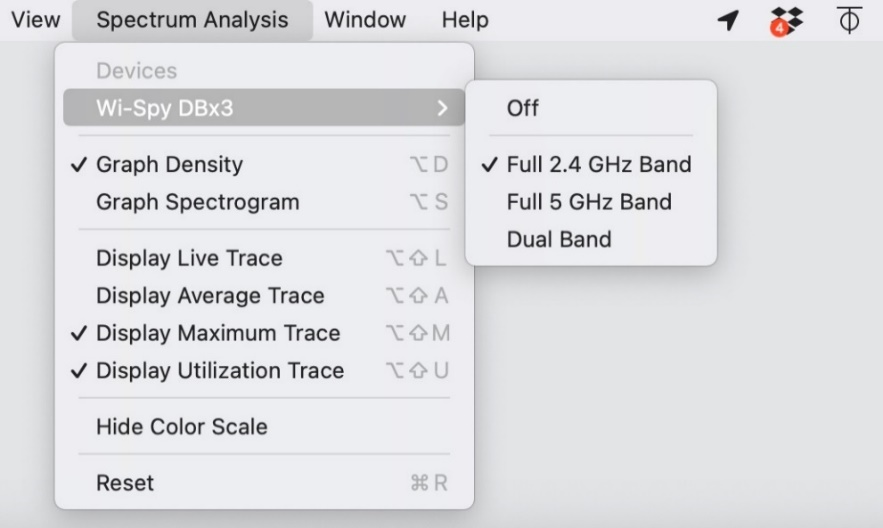 View Spectrum Analysis Window Help
4
Devices
Wi-Spy DBx3
Off
Graph Density ⌥ D
Full 2.4 GHz Band
Graph Spectrogram ⌥ S
Full 5 GHz Band
Dual Band
Display Live Trace ⌥⇧ L
Display Average Trace ⌥⇧ A
Display Maximum Trace ⌥⇧ M
Display Utilization Trace ⌥⇧ U
Hide Color Scale
Reset ⌘ R